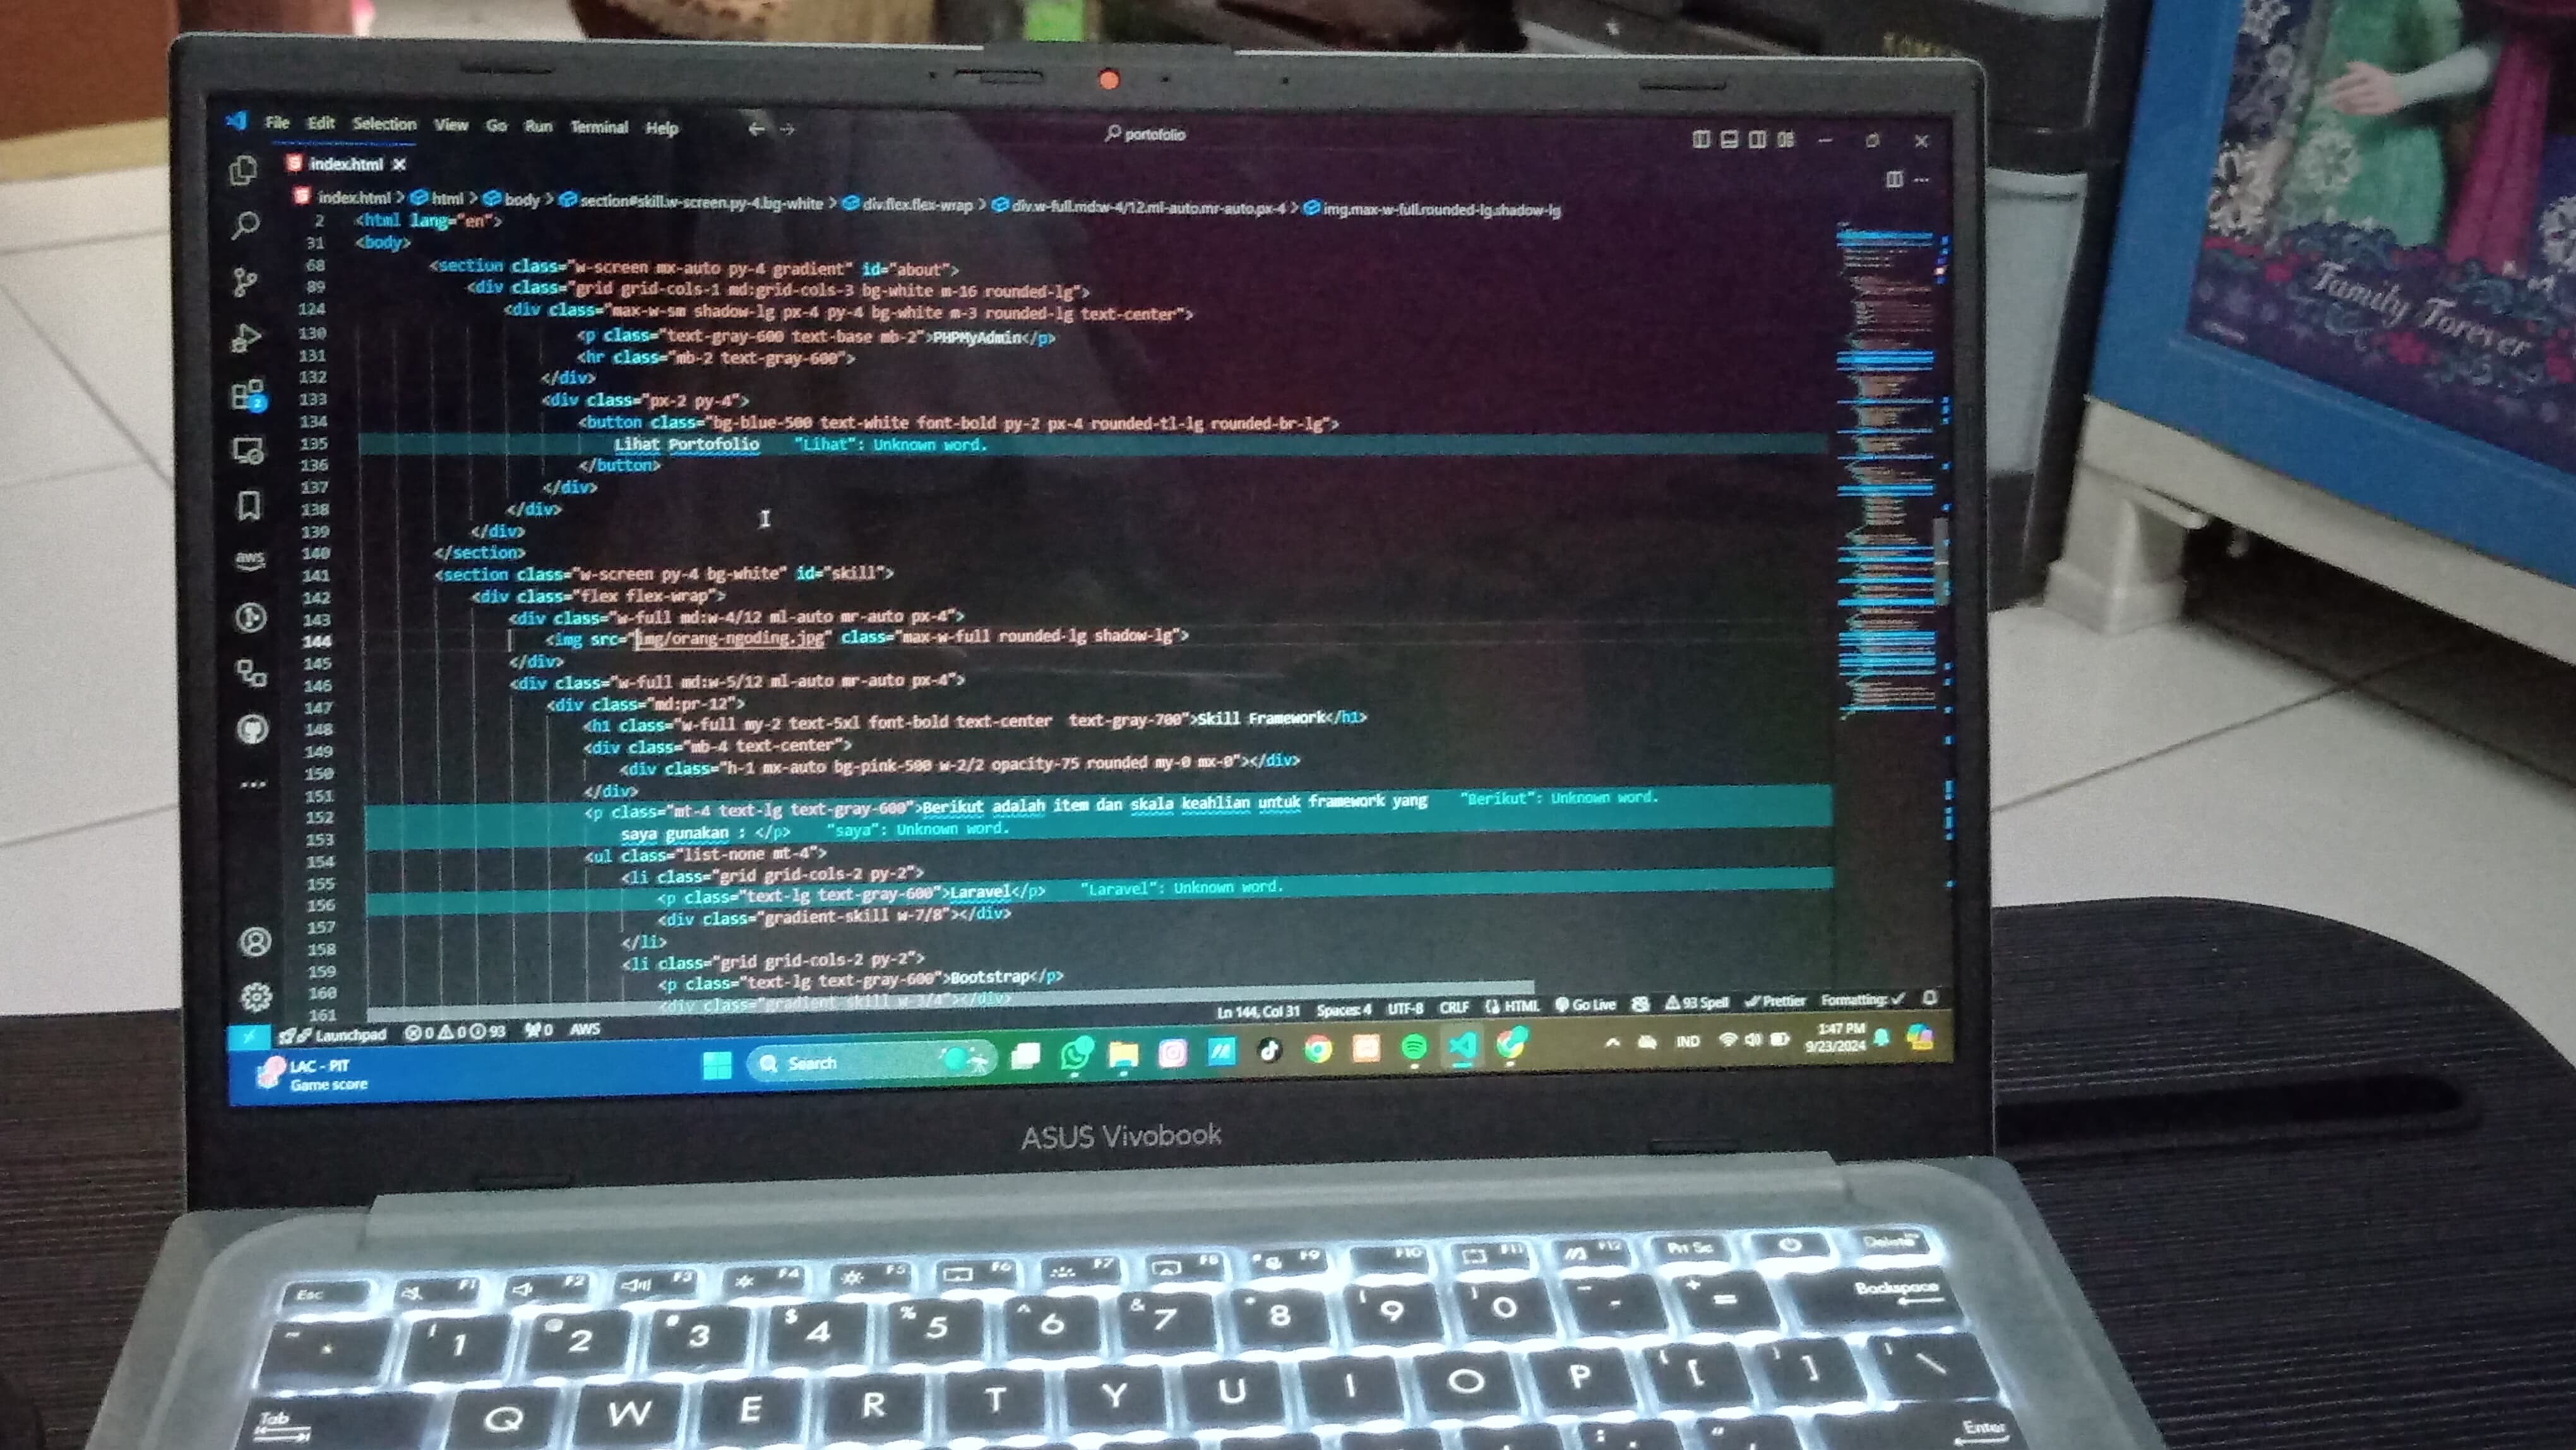 File Edit Selection View Go Run Terminal Help
portofolio
index.html
index.html > html > body > section#skill.w-screen.py-4.bg-white > div.flex.flex-wrap > div.w-full.md:w-4/12.ml-auto.mr-auto.px-4 > img.max-w-full.rounded-lg.shadow-lg
2 <html lang="en">
31 <body>
68 <section class="w-screen mx-auto py-4 gradient" id="about">
89 <div class="grid grid-cols-1 md:grid-cols-3 bg-white m-16 rounded-lg">
124 <div class="max-w-sm shadow-lg px-4 py-4 bg-white m-3 rounded-lg text-center">
130 <p class="text-gray-600 text-base mb-2">PHPMyAdmin</p>
131 <hr class="mb-2 text-gray-600">
132 </div>
133 <div class="px-2 py-4">
134 <button class="bg-blue-500 text-white font-bold py-2 px-4 rounded-tl-lg rounded-br-lg">
135 Lihat Portofolio "Lihat": Unknown word.
136 </button>
137 </div>
138 </div>
139 </div>
140 </section>
141 <section class="w-screen py-4 bg-white" id="skill">
142 <div class="flex flex-wrap">
143 <div class="w-full md:w-4/12 ml-auto mr-auto px-4">
144 <img src="img/orang-ngoding.jpg" class="max-w-full rounded-lg shadow-lg">
145 </div>
146 <div class="w-full md:w-5/12 ml-auto mr-auto px-4">
147 <div class="md:pr-12">
148 <h1 class="w-full my-2 text-5xl font-bold text-center  text-gray-700">Skill Framework</h1>
149 <div class="mb-4 text-center">
150 <div class="h-1 mx-auto bg-pink-500 w-2/2 opacity-75 rounded my-0 mx-0"></div>
151 </div>
152 <p class="mt-4 text-lg text-gray-600">Berikut adalah item dan skala keahlian untuk framework yang "Berikut": Unknown word.
153 saya gunakan : </p> "saya": Unknown word.
154 <ul class="list-none mt-4">
155 <li class="grid grid-cols-2 py-2">
156 <p class="text-lg text-gray-600">Laravel</p> "Laravel": Unknown word.
157 <div class="gradient-skill w-7/8"></div>
158 </li>
159 <li class="grid grid-cols-2 py-2">
160 <p class="text-lg text-gray-600">Bootstrap</p>
161 <div class="gradient-skill w-3/4"></div>
aws
2
Launchpad 0 0 93 0 AWS
Ln 144, Col 31 Spaces: 4 UTF-8 CRLF HTML Go Live 93 Spell Prettier Formatting: ✓
LAC - PIT
Game score
Search
IND
1:47 PM
9/23/2024
ASUS Vivobook
Esc F1 F2 F3 F4 F5 F6 F7 F8 F9 F10 F11 F12 Prt Sc Delete
1 @ 2 # 3 $ 4 % 5 ^ 6 & 7 * 8 ( 9 ) 0 - + = Backspace
Tab Q W E R T Y U I O P [ ] \
Enter
Family Forever